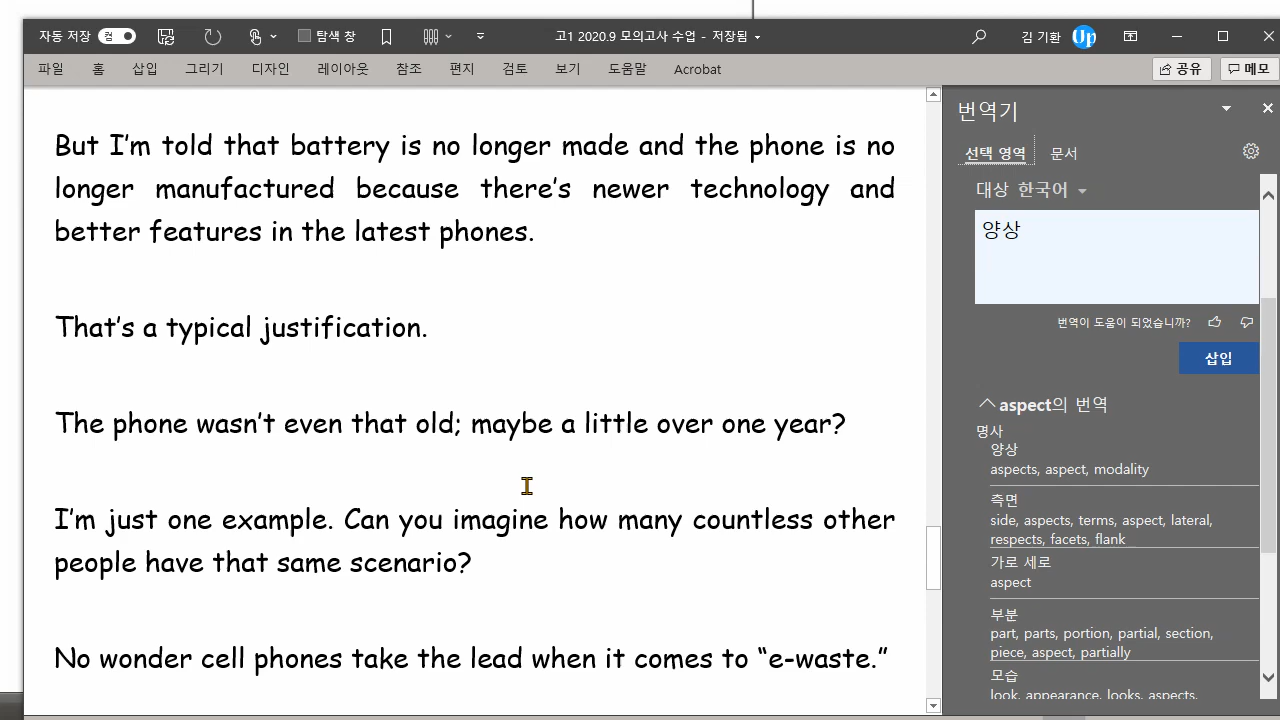 자동 저장 컴 탐색 창 고1 2020.9 모의고사 수업 - 저장됨 김 기환 Up
파일 홈 삽입 그리기 디자인 레이아웃 참조 편지 검토 보기 도움말 Acrobat 공유 메모
But I'm told that battery is no longer made and the phone is no
longer manufactured because there's newer technology and
better features in the latest phones.
That's a typical justification.
The phone wasn't even that old; maybe a little over one year?
I'm just one example. Can you imagine how many countless other
people have that same scenario?
No wonder cell phones take the lead when it comes to “e-waste.”
번역기
선택 영역 문서
대상 한국어
양상
번역이 도움이 되었습니까?
삽입
aspect의 번역
명사
양상
aspects, aspect, modality
측면
side, aspects, terms, aspect, lateral,
respects, facets, flank
가로 세로
aspect
부분
part, parts, portion, partial, section,
piece, aspect, partially
모습
look, appearance, looks, aspects,